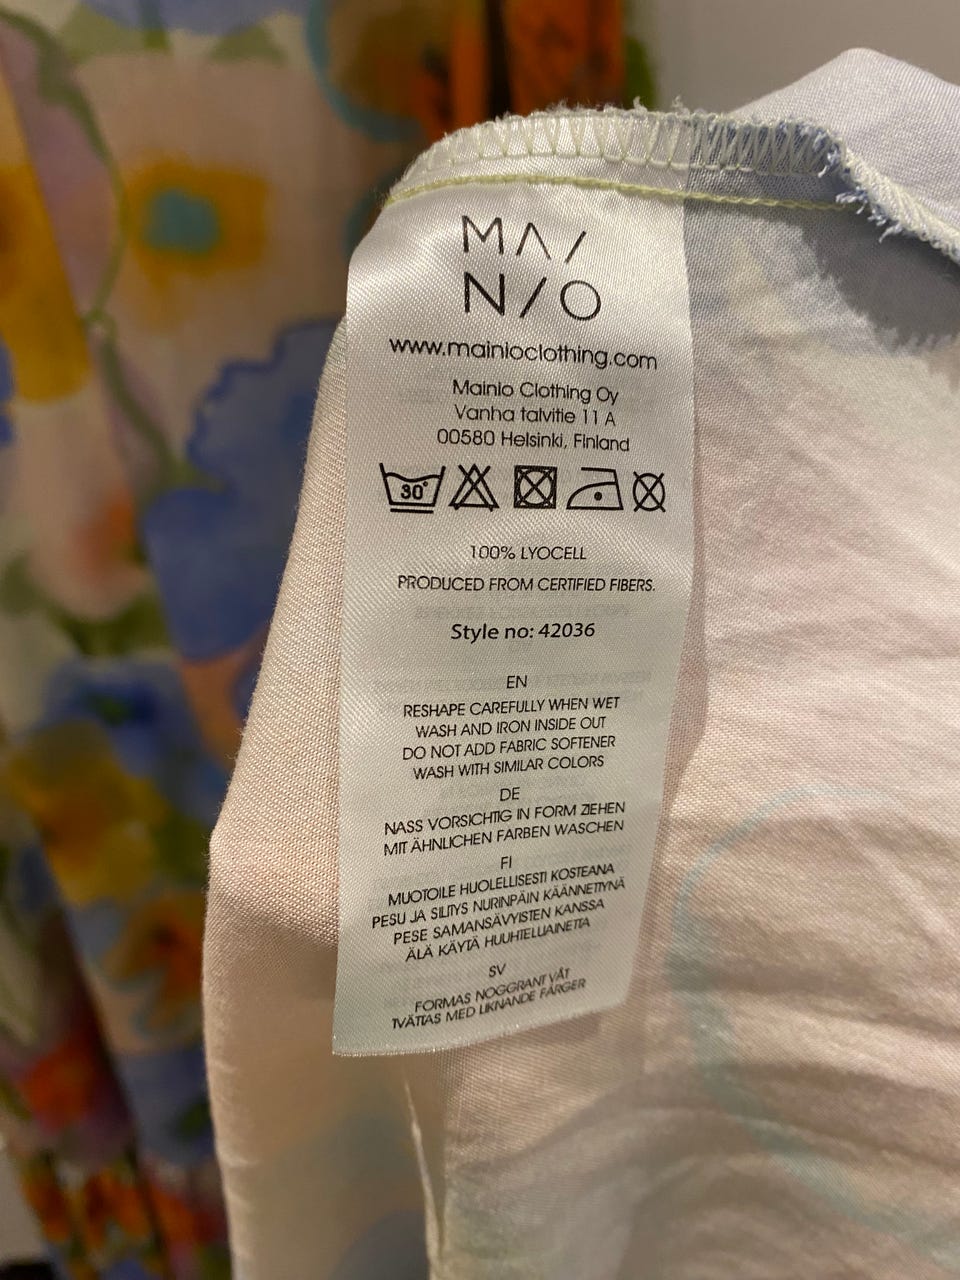 MAI
NIO
www.mainioclothing.com
Mainio Clothing Oy
Vanha talvitie 11 A
00580 Helsinki, Finland
30°
100% LYOCELL
PRODUCED FROM CERTIFIED FIBERS.
Style no: 42036
EN
RESHAPE CAREFULLY WHEN WET
WASH AND IRON INSIDE OUT
DO NOT ADD FABRIC SOFTENER
WASH WITH SIMILAR COLORS
DE
NASS VORSICHTIG IN FORM ZIEHEN
MIT ÄHNLICHEN FARBEN WASCHEN
FI
MUOTOILE HUOLELLISESTI KOSTEANA
PESU JA SILITYS NURINPÄIN KÄÄNNETTYNÄ
PESE SAMANSÄVYISTEN KANSSA
ÄLÄ KÄYTÄ HUUHTELUAINETTA
SV
FORMAS NOGGRANT VÅT
TVÄTTAS MED LIKNANDE FÄRGER